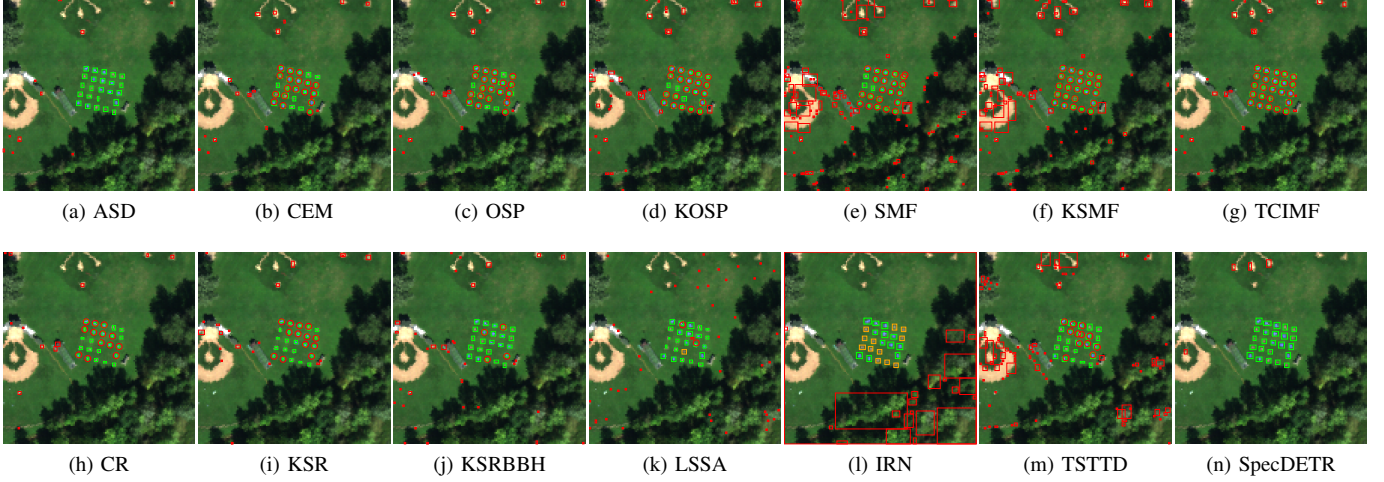 (a) ASD
(b) CEM
(c) OSP
(d) KOSP
(e) SMF
(f) KSMF
(g) TCIMF
(h) CR
(i) KSR
(j) KSRBBH
(k) LSSA
(l) IRN
(m) TSTTD
(n) SpecDETR